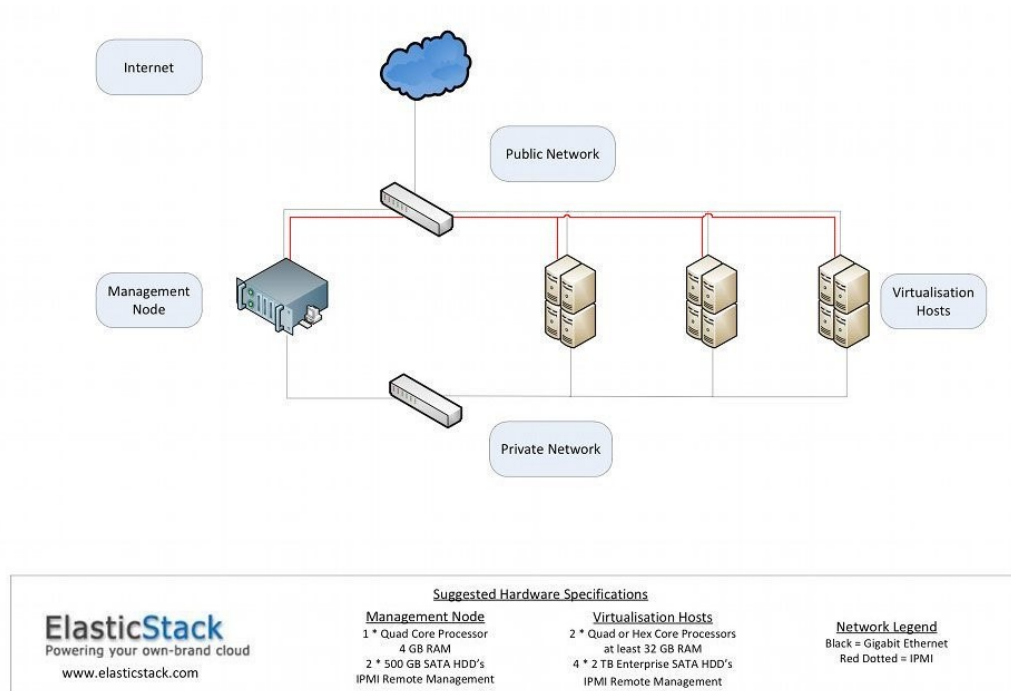 Internet
Public Network
Management
Node
Virtualisation
Hosts
Private Network
Suggested Hardware Specifications
ElasticStack
Powering your own-brand cloud
www.elasticstack.com
Management Node
1 * Quad Core Processor
4 GB RAM
2 * 500 GB SATA HDD's
IPMI Remote Management
Virtualisation Hosts
2 * Quad or Hex Core Processors
at least 32 GB RAM
4 * 2 TB Enterprise SATA HDD's
IPMI Remote Management
Network Legend
Black = Gigabit Ethernet
Red Dotted = IPMI